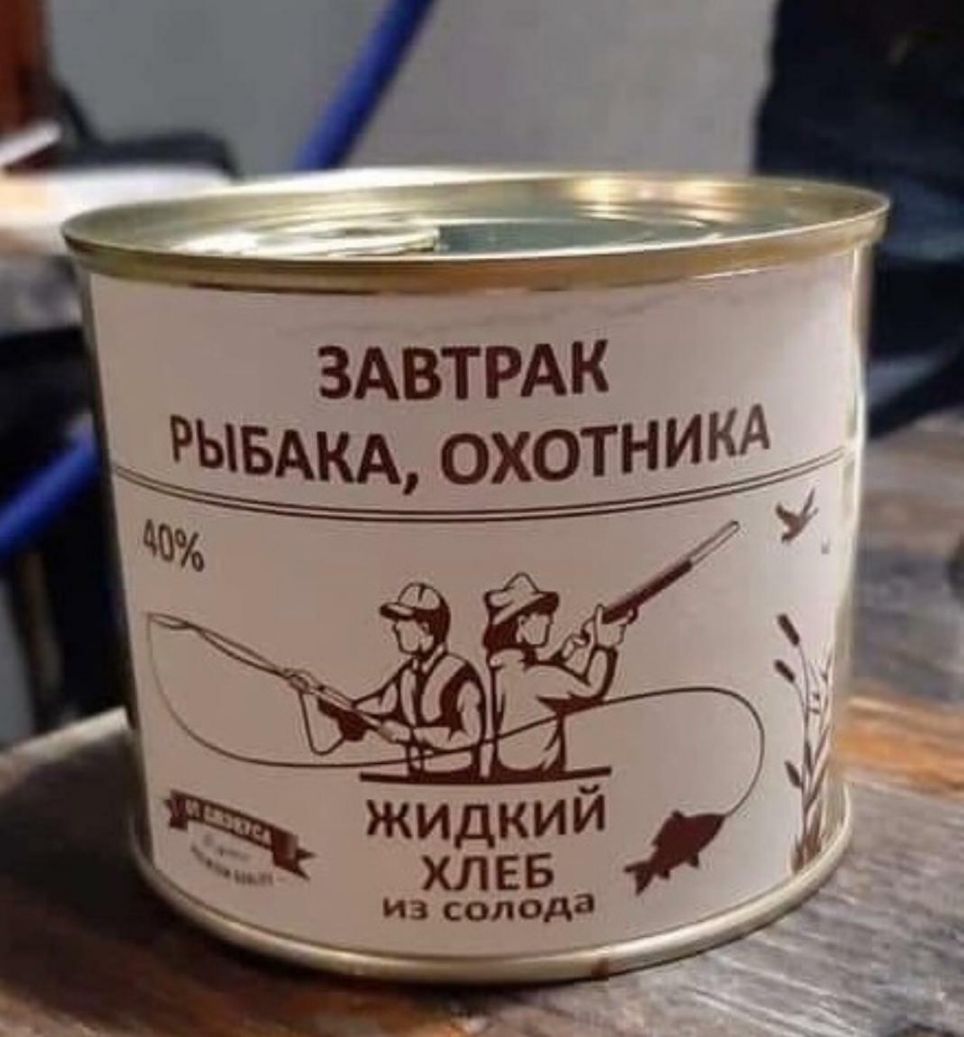 ЗАВТРАК
РЫБАКА, ОХОТНИКА
40%
ЖИДКИЙ
ХЛЕБ
из солода